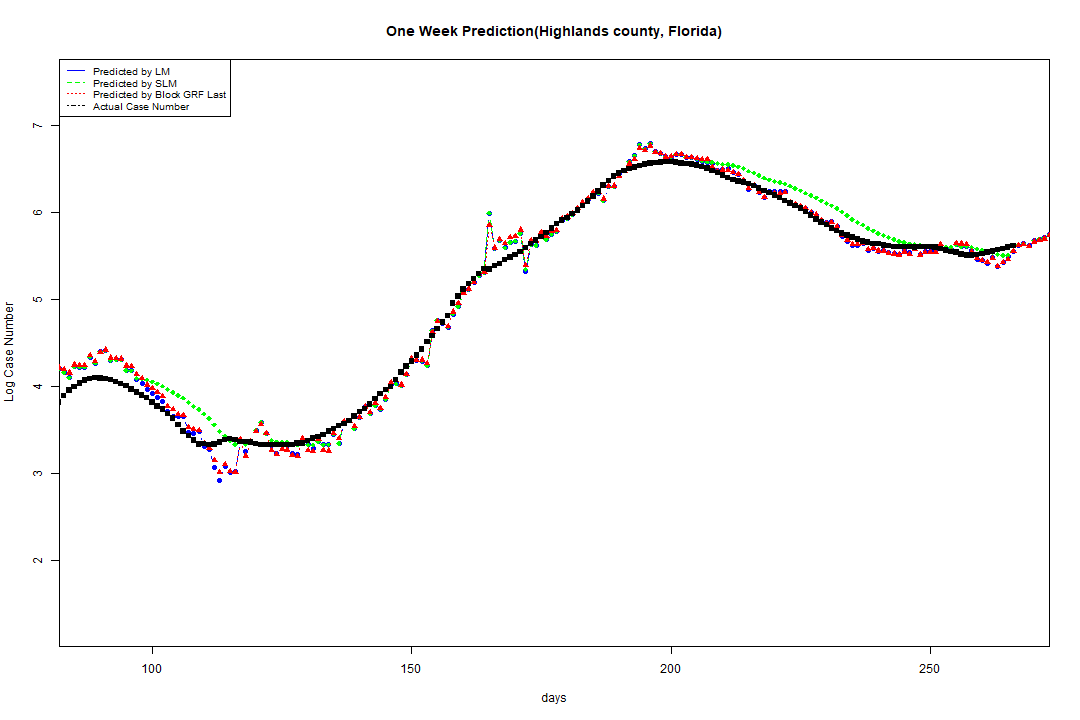 One Week Prediction(Highlands county, Florida)
Predicted by LM
Predicted by SLM
Predicted by Block GRF Last
Actual Case Number
Log Case Number
7
6
5
4
3
2
100 150 200 250
days